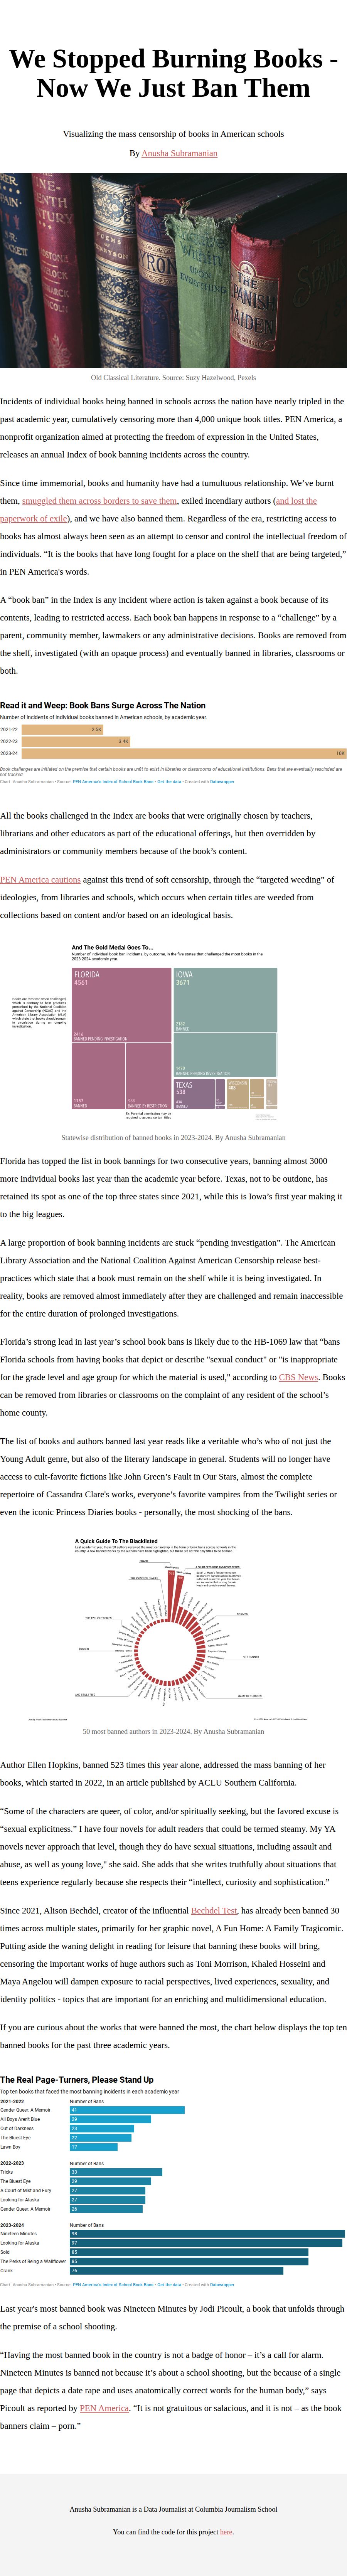 We Stopped Burning Books -
Now We Just Ban Them
Visualizing the mass censorship of books in American schools
By Anusha Subramanian
Old Classical Literature. Source: Suzy Hazelwood, Pexels
Incidents of individual books being banned in schools across the nation have nearly tripled in the
past academic year, cumulatively censoring more than 4,000 unique book titles. PEN America, a
nonprofit organization aimed at protecting the freedom of expression in the United States,
releases an annual Index of book banning incidents across the country.
Since time immemorial, books and humanity have had a tumultuous relationship. We’ve burnt
them, smuggled them across borders to save them, exiled incendiary authors (and lost the
paperwork of exile), and we have also banned them. Regardless of the era, restricting access to
books has almost always been seen as an attempt to censor and control the intellectual freedom of
individuals. “It is the books that have long fought for a place on the shelf that are being targeted,”
in PEN America's words.
A “book ban” in the Index is any incident where action is taken against a book because of its
contents, leading to restricted access. Each book ban happens in response to a “challenge” by a
parent, community member, lawmakers or any administrative decisions. Books are removed from
the shelf, investigated (with an opaque process) and eventually banned in libraries, classrooms or
both.
Read it and Weep: Book Bans Surge Across The Nation
Number of incidents of individual books banned in American schools, by academic year.
2021-22 2.5K
2022-23 3.4K
2023-24 10K
Book challenges are initiated on the premise that certain books are unfit to exist in libraries or classrooms of educational institutions. Bans that are eventually rescinded are
not tracked.
Chart: Anusha Subramanian • Source: PEN America's Index of School Book Bans • Get the data • Created with Datawrapper
All the books challenged in the Index are books that were originally chosen by teachers,
librarians and other educators as part of the educational offerings, but then overridden by
administrators or community members because of the book’s content.
PEN America cautions against this trend of soft censorship, through the “targeted weeding” of
ideologies, from libraries and schools, which occurs when certain titles are weeded from
collections based on content and/or based on an ideological basis.
And The Gold Medal Goes To...
Number of individual book ban incidents, by outcome, in the five states that challenged the most books in the
2023-2024 academic year.
Books are removed when challenged,
which is contrary to best practices
prescribed by the National Coalition
against Censorship (NCAC) and the
American Library Association (ALA)
which state that books should remain
in circulation during an ongoing
investigation.
FLORIDA
4561
BANNED PENDING INVESTIGATION
1157
BANNED
BANNED BY RESTRICTION
IOWA
3671
2182
BANNED
BANNED PENDING INVESTIGATION
TEXAS
538
BANNED
WISCONSIN
Ex: Parental permission may be
required to access certain titles
Statewise distribution of banned books in 2023-2024. By Anusha Subramanian
Florida has topped the list in book bannings for two consecutive years, banning almost 3000
more individual books last year than the academic year before. Texas, not to be outdone, has
retained its spot as one of the top three states since 2021, while this is Iowa’s first year making it
to the big leagues.
A large proportion of book banning incidents are stuck “pending investigation”. The American
Library Association and the National Coalition Against American Censorship release best-
practices which state that a book must remain on the shelf while it is being investigated. In
reality, books are removed almost immediately after they are challenged and remain inaccessible
for the entire duration of prolonged investigations.
Florida’s strong lead in last year’s school book bans is likely due to the HB-1069 law that “bans
Florida schools from having books that depict or describe "sexual conduct" or "is inappropriate
for the grade level and age group for which the material is used," according to CBS News. Books
can be removed from libraries or classrooms on the complaint of any resident of the school’s
home county.
The list of books and authors banned last year reads like a veritable who’s who of not just the
Young Adult genre, but also of the literary landscape in general. Students will no longer have
access to cult-favorite fictions like John Green’s Fault in Our Stars, almost the complete
repertoire of Cassandra Clare's works, everyone’s favorite vampires from the Twilight series or
even the iconic Princess Diaries books - personally, the most shocking of the bans.
A Quick Guide To The Blacklisted
50 most banned authors in 2023-2024. By Anusha Subramanian
Author Ellen Hopkins, banned 523 times this year alone, addressed the mass banning of her
books, which started in 2022, in an article published by ACLU Southern California.
“Some of the characters are queer, of color, and/or spiritually seeking, but the favored excuse is
“sexual explicitness.” I have four novels for adult readers that could be termed steamy. My YA
novels never approach that level, though they do have sexual situations, including assault and
abuse, as well as young love," she said. She adds that she writes truthfully about situations that
teens experience regularly because she respects their “intellect, curiosity and sophistication.”
Since 2021, Alison Bechdel, creator of the influential Bechdel Test, has already been banned 30
times across multiple states, primarily for her graphic novel, A Fun Home: A Family Tragicomic.
Putting aside the waning delight in reading for leisure that banning these books will bring,
censoring the important works of huge authors such as Toni Morrison, Khaled Hosseini and
Maya Angelou will dampen exposure to racial perspectives, lived experiences, sexuality, and
identity politics - topics that are important for an enriching and multidimensional education.
If you are curious about the works that were banned the most, the chart below displays the top ten
banned books for the past three academic years.
The Real Page-Turners, Please Stand Up
Top ten books that faced the most banning incidents in each academic year
2021-2022 Number of Bans
Gender Queer: A Memoir 41
All Boys Aren't Blue 29
Out of Darkness 23
The Bluest Eye 22
Lawn Boy 17
2022-2023 Number of Bans
Tricks 33
The Bluest Eye 29
A Court of Mist and Fury 27
Looking for Alaska 27
Gender Queer: A Memoir 26
2023-2024 Number of Bans
Nineteen Minutes 98
Looking for Alaska 97
Sold 85
The Perks of Being a Wallflower 85
Crank 76
Chart: Anusha Subramanian • Source: PEN America's Index of School Book Bans • Get the data • Created with Datawrapper
Last year's most banned book was Nineteen Minutes by Jodi Picoult, a book that unfolds through
the premise of a school shooting.
“Having the most banned book in the country is not a badge of honor – it’s a call for alarm.
Nineteen Minutes is banned not because it’s about a school shooting, but the because of a single
page that depicts a date rape and uses anatomically correct words for the human body,” says
Picoult as reported by PEN America. “It is not gratuitous or salacious, and it is not – as the book
banners claim – porn.”
Anusha Subramanian is a Data Journalist at Columbia Journalism School
You can find the code for this project here.